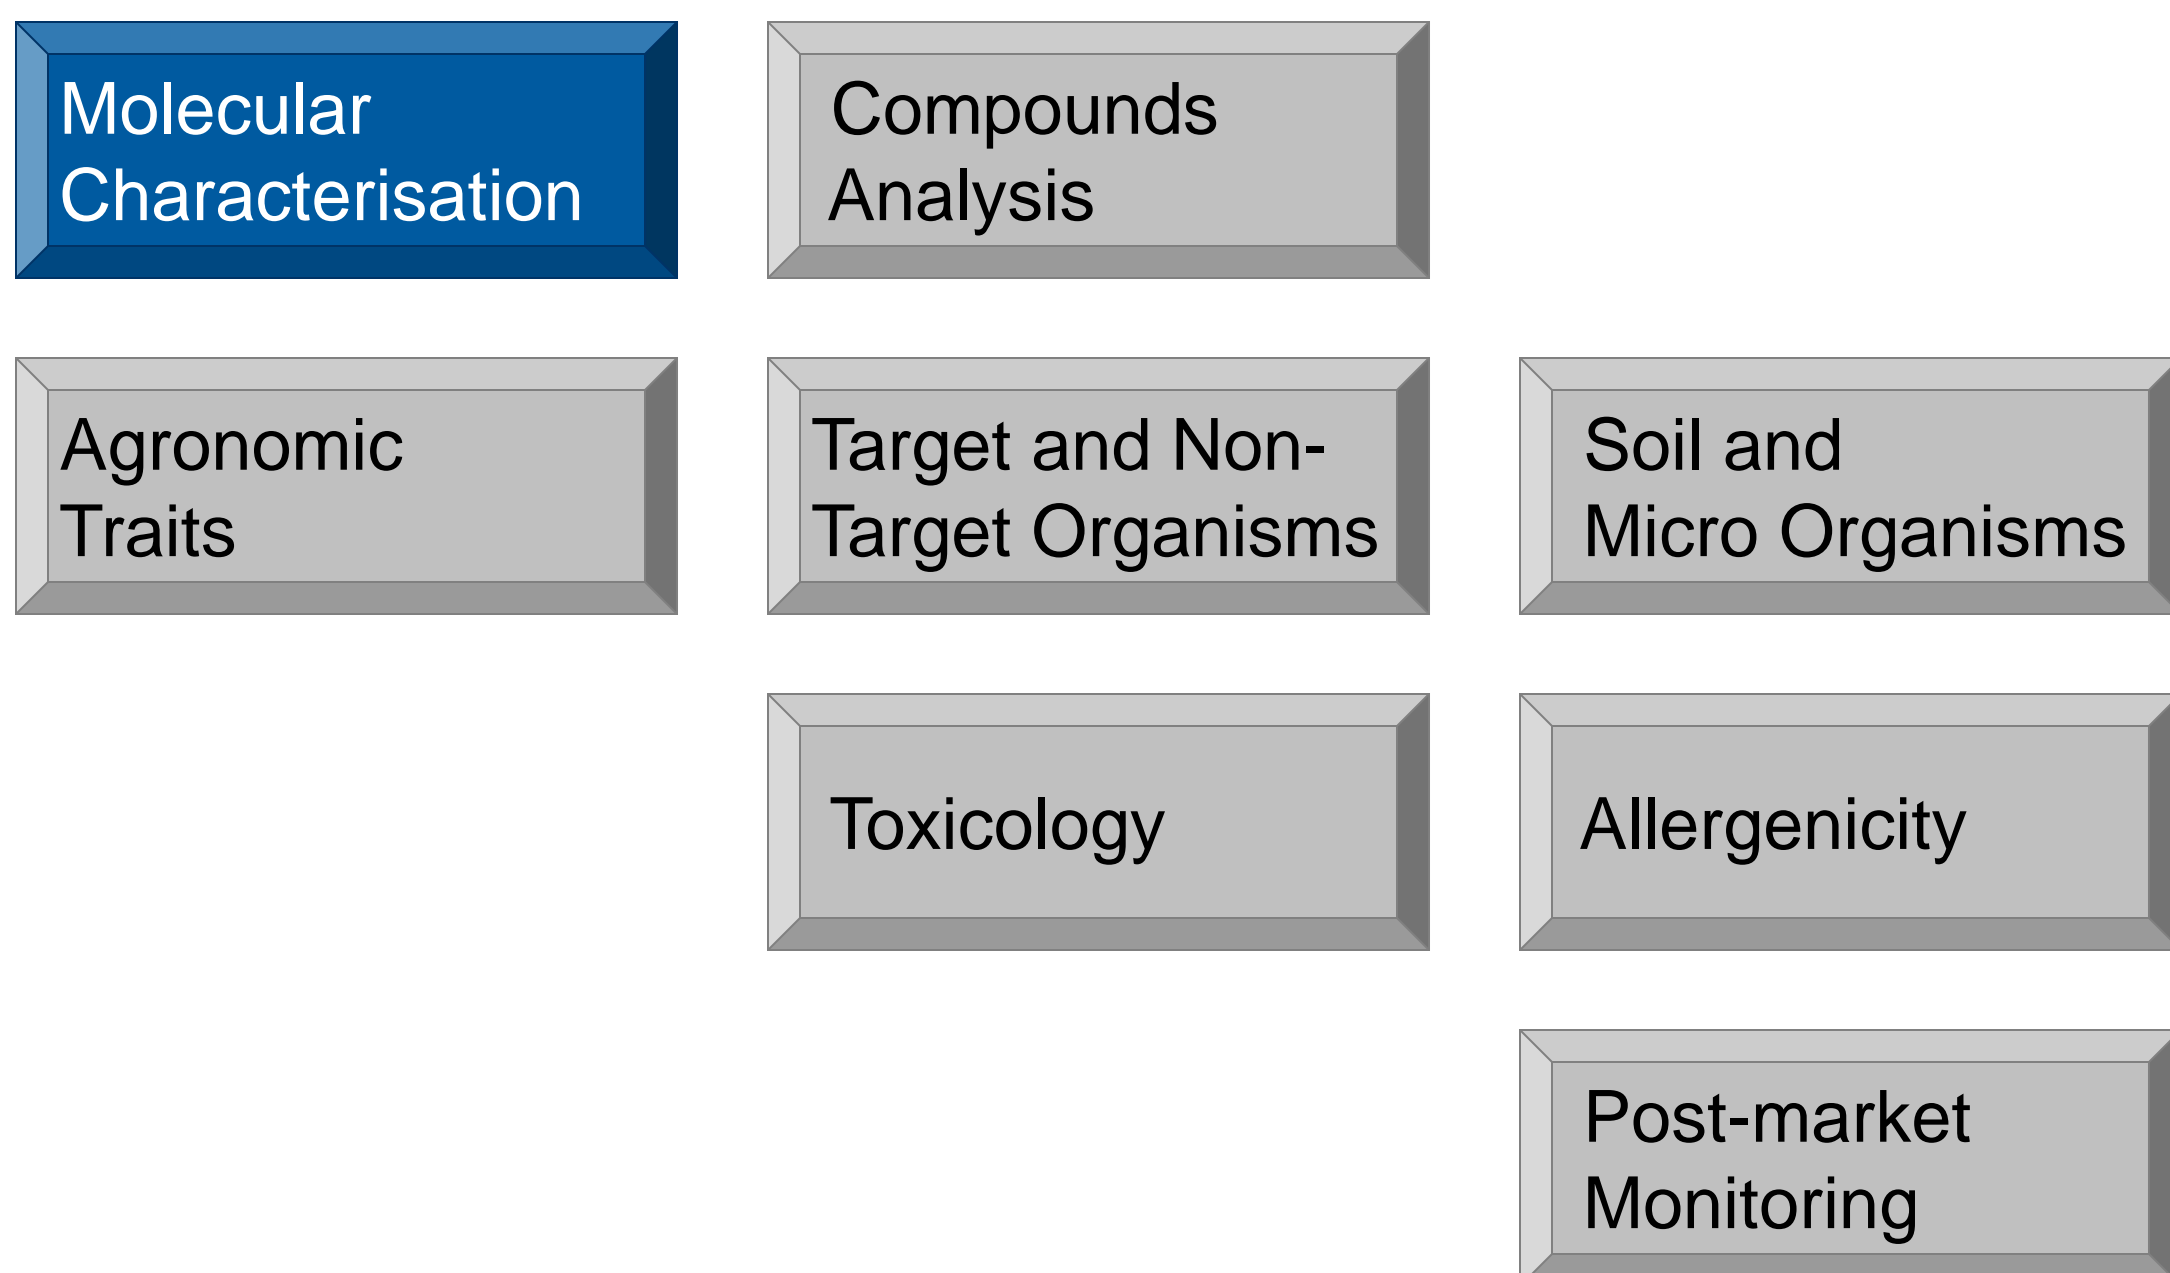 Molecular
Characterisation
Compounds
Analysis
Agronomic
Traits
Target and Non-
Target Organisms
Soil and
Micro Organisms
Toxicology
Allergenicity
Post-market
Monitoring